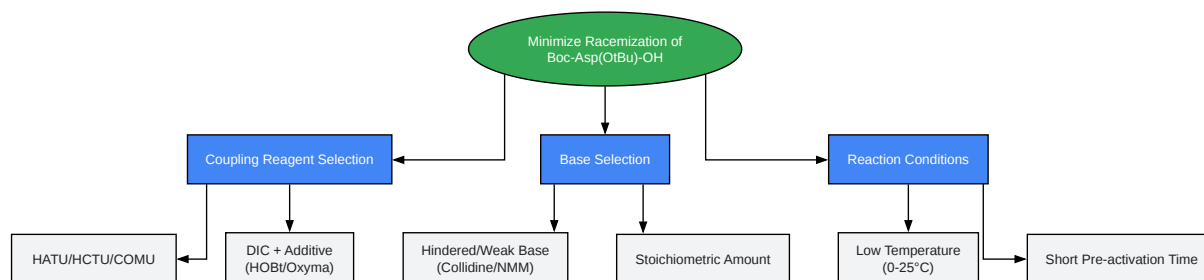 Minimize Racemization of
Boc-Asp(OtBu)-OH
Coupling Reagent Selection
Base Selection
Reaction Conditions
HATU/HCTU/COMU
DIC + Additive
(HOBt/Oxyma)
Hindered/Weak Base
(Collidine/NMM)
Stoichiometric Amount
Low Temperature
(0-25°C)
Short Pre-activation Time